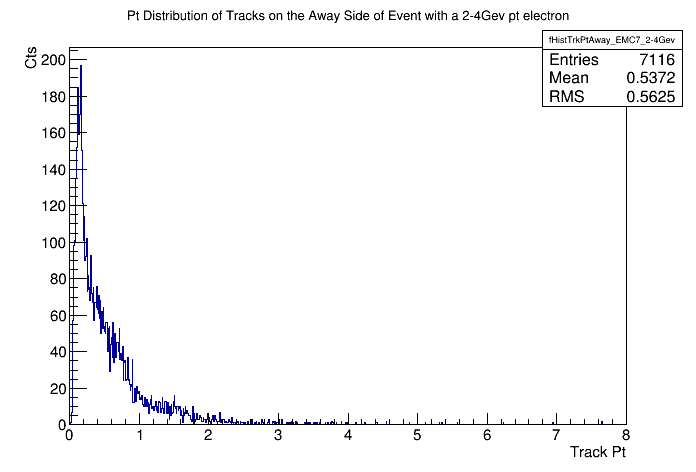 Pt Distribution of Tracks on the Away Side of Event with a 2-4Gev pt electron
fHistTrkPtAway_EMC7_2-4Gev
Entries 7116
Mean 0.5372
RMS 0.5625
Cts
200
180
160
140
120
100
80
60
40
20
0
0 1 2 3 4 5 6 7 8
Track Pt